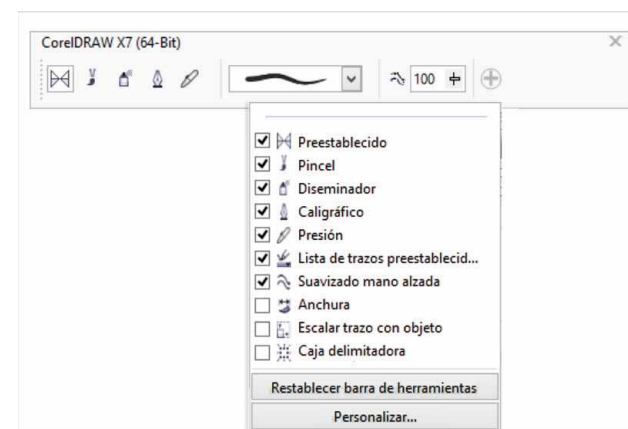 CorelDRAW X7 (64-Bit)
100
Preestablecido
Pincel
Diseminador
Caligráfico
Presión
Lista de trazos preestablecid...
Suavizado mano alzada
Anchura
Escalar trazo con objeto
Caja delimitadora
Restablecer barra de herramientas
Personalizar...